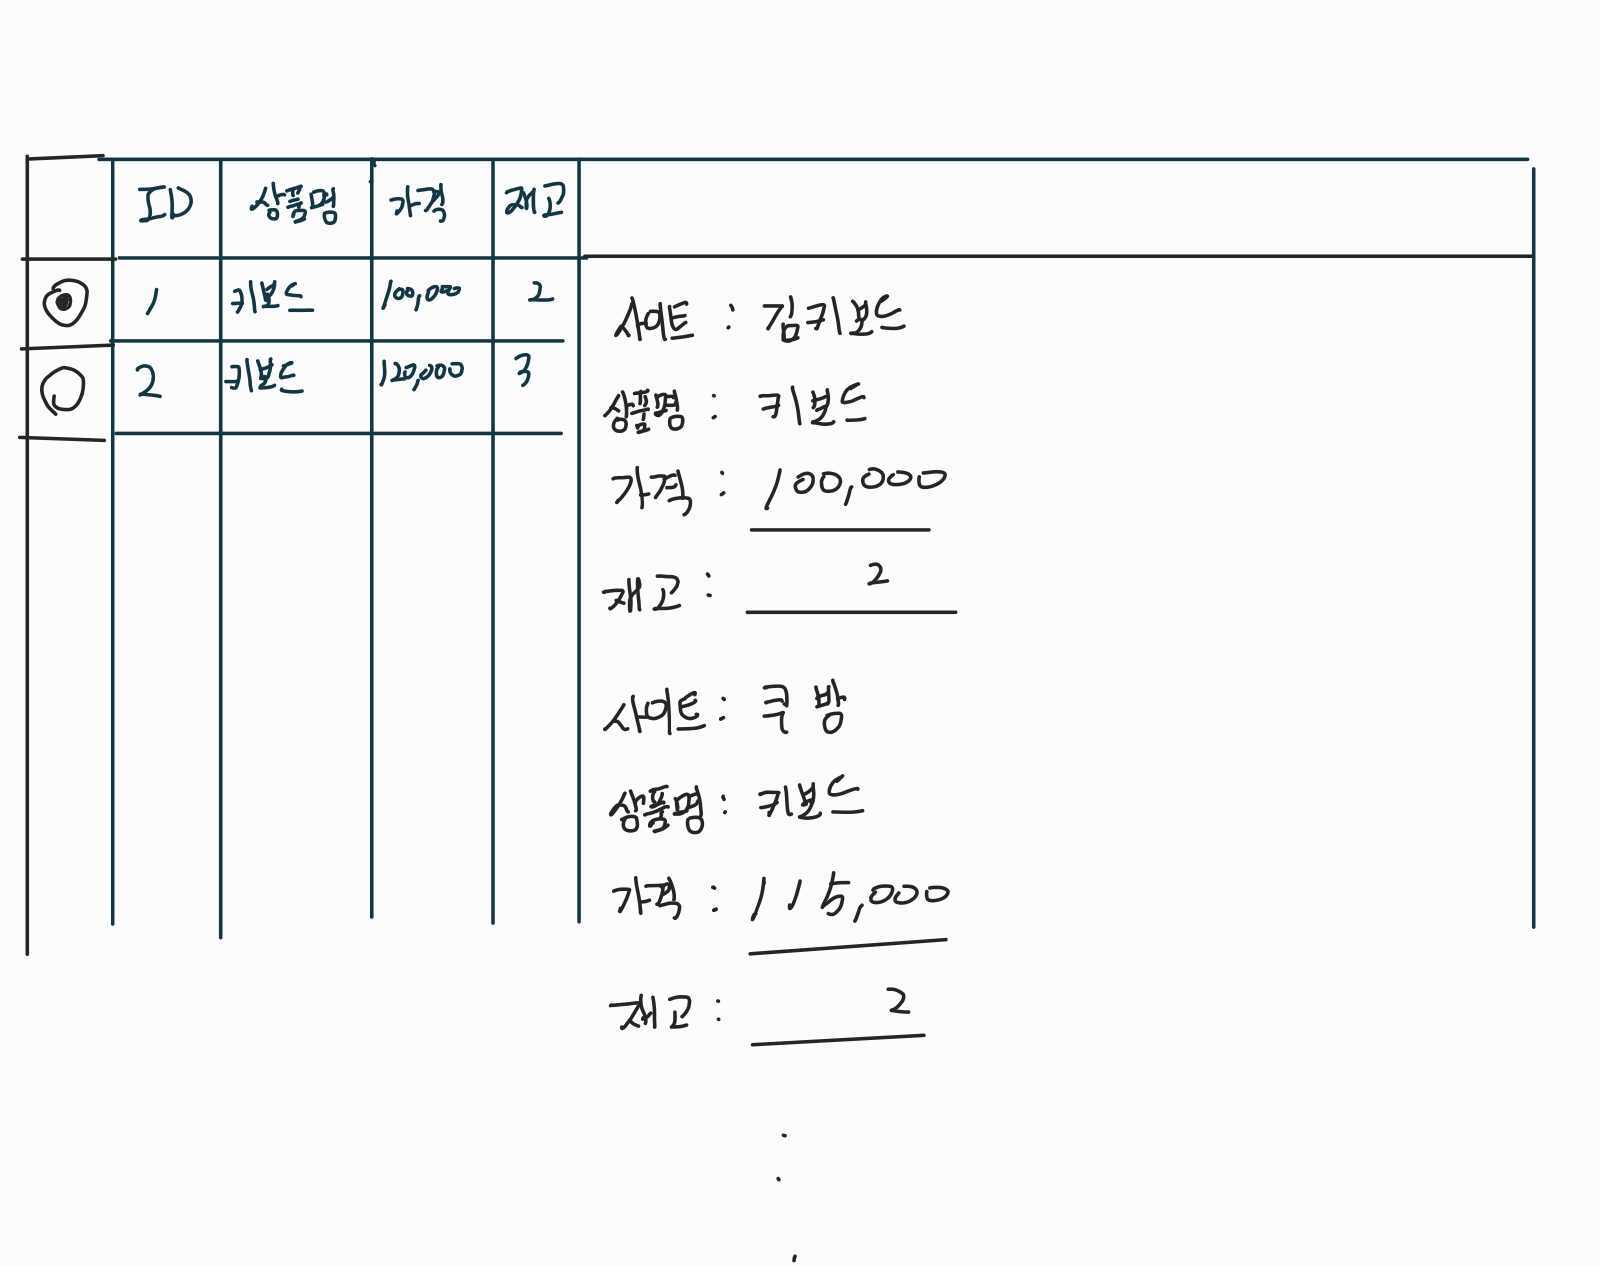 ID 상품명 가격 재고
1 키보드 100,000 2
2 키보드 120,000 3
사이트 : 김키보드
상품명 : 키보드
가격 : 100,000
재고 : 2
사이트 : 쿡방
상품명 : 키보드
가격 : 115,000
재고 : 2